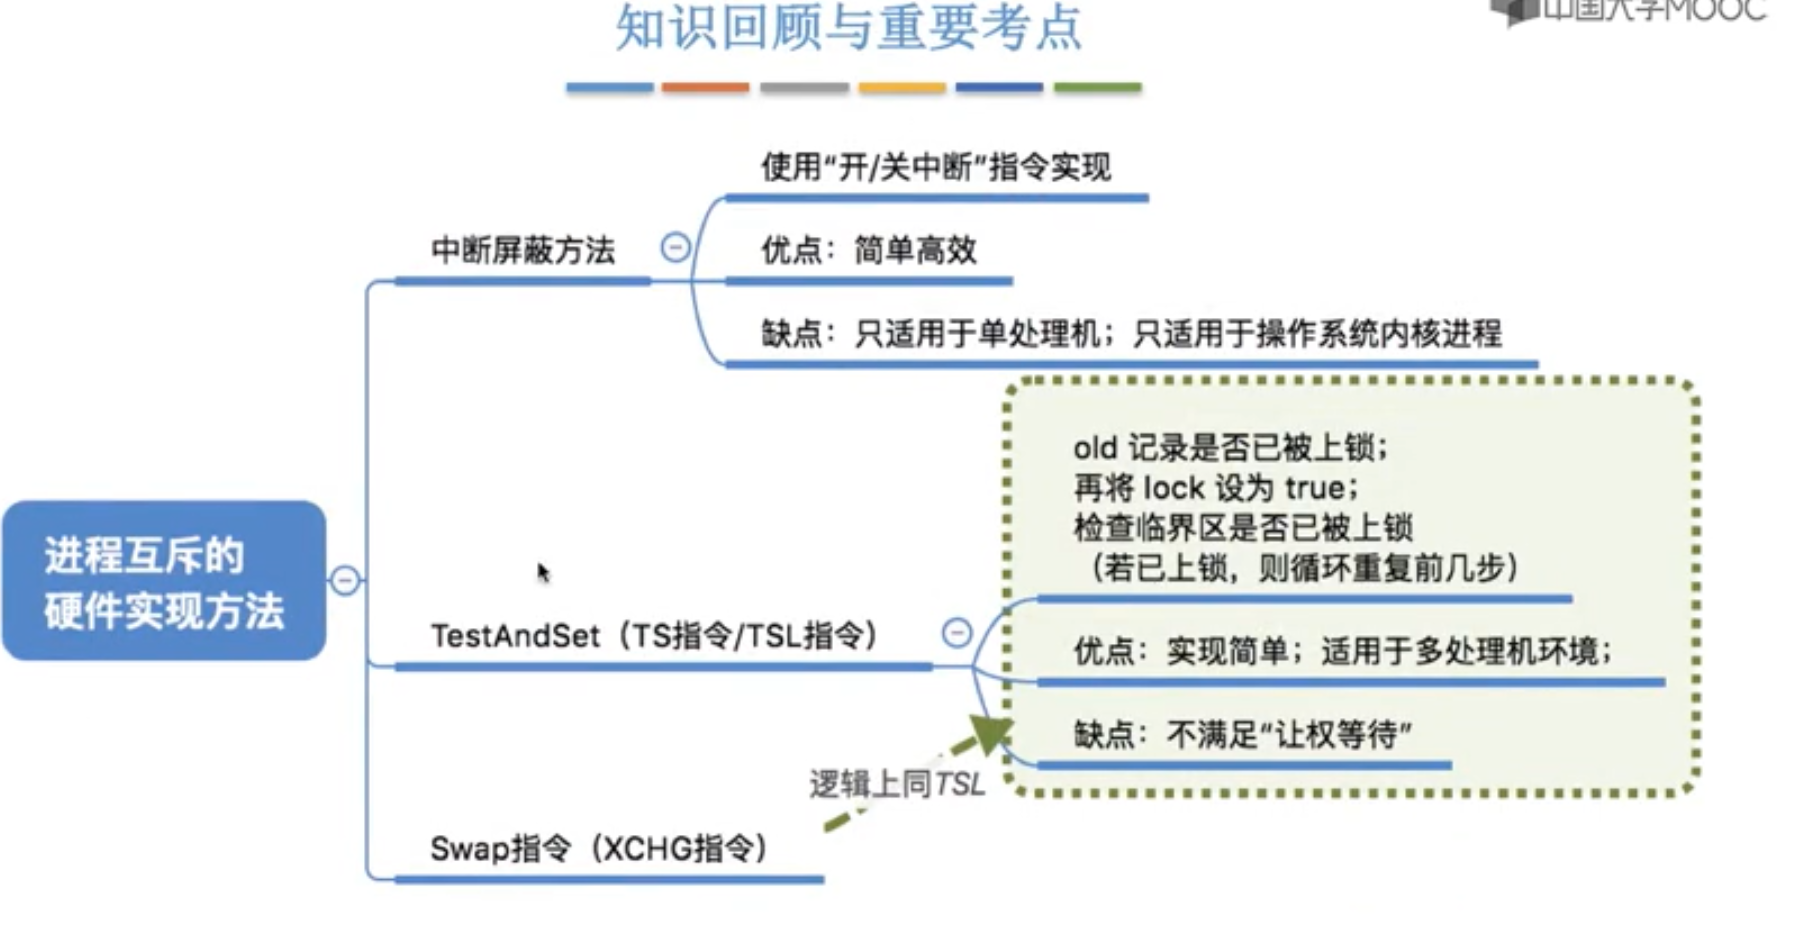 知识回顾与重要考点
中国大学MOOC
使用“开/关中断”指令实现
中断屏蔽方法
优点：简单高效
缺点：只适用于单处理机；只适用于操作系统内核进程
old 记录是否已被上锁；
再将 lock 设为 true；
检查临界区是否已被上锁
（若已上锁，则循环重复前几步）
进程互斥的
硬件实现方法
TestAndSet（TS指令/TSL指令）
优点：实现简单；适用于多处理机环境；
缺点：不满足“让权等待”
逻辑上同TSL
Swap指令（XCHG指令）